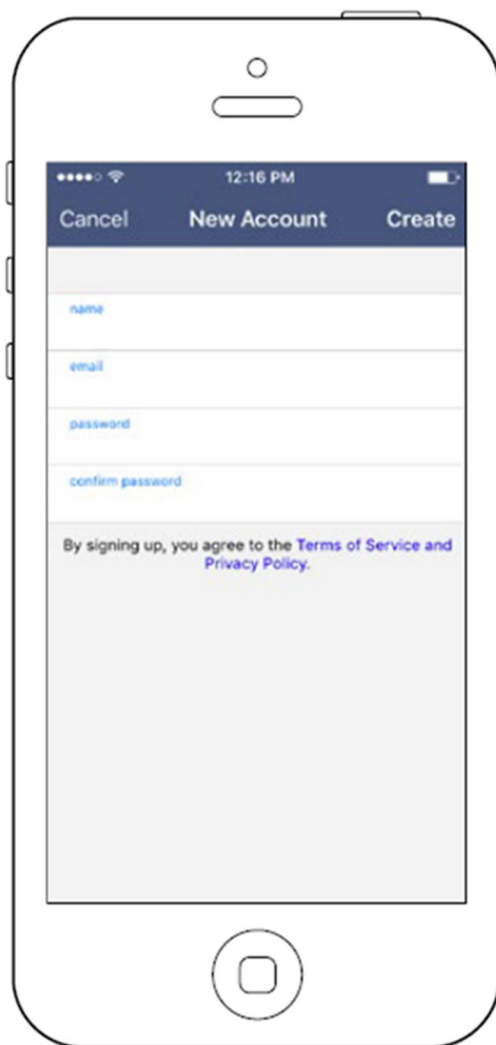 12:16 PM
Cancel New Account Create
name
email
password
confirm password
By signing up, you agree to the Terms of Service and
Privacy Policy.